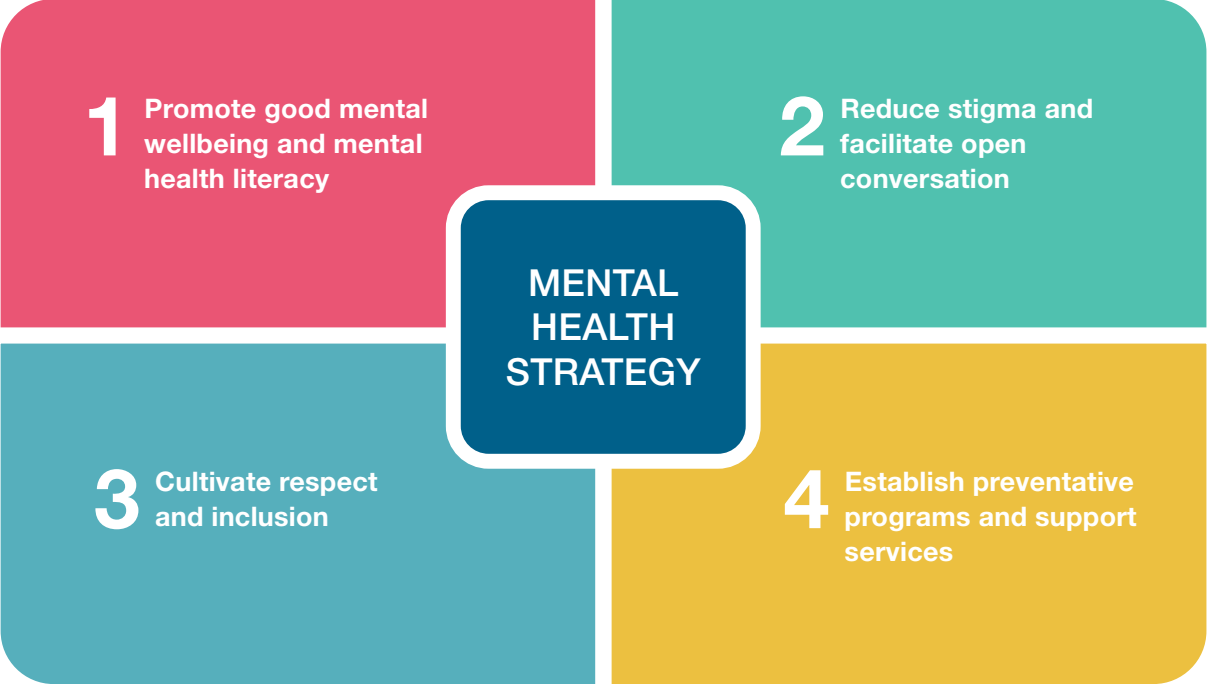 1 Promote good mental
wellbeing and mental
health literacy
2 Reduce stigma and
facilitate open
conversation
MENTAL
HEALTH
STRATEGY
3 Cultivate respect
and inclusion
4 Establish preventative
programs and support
services